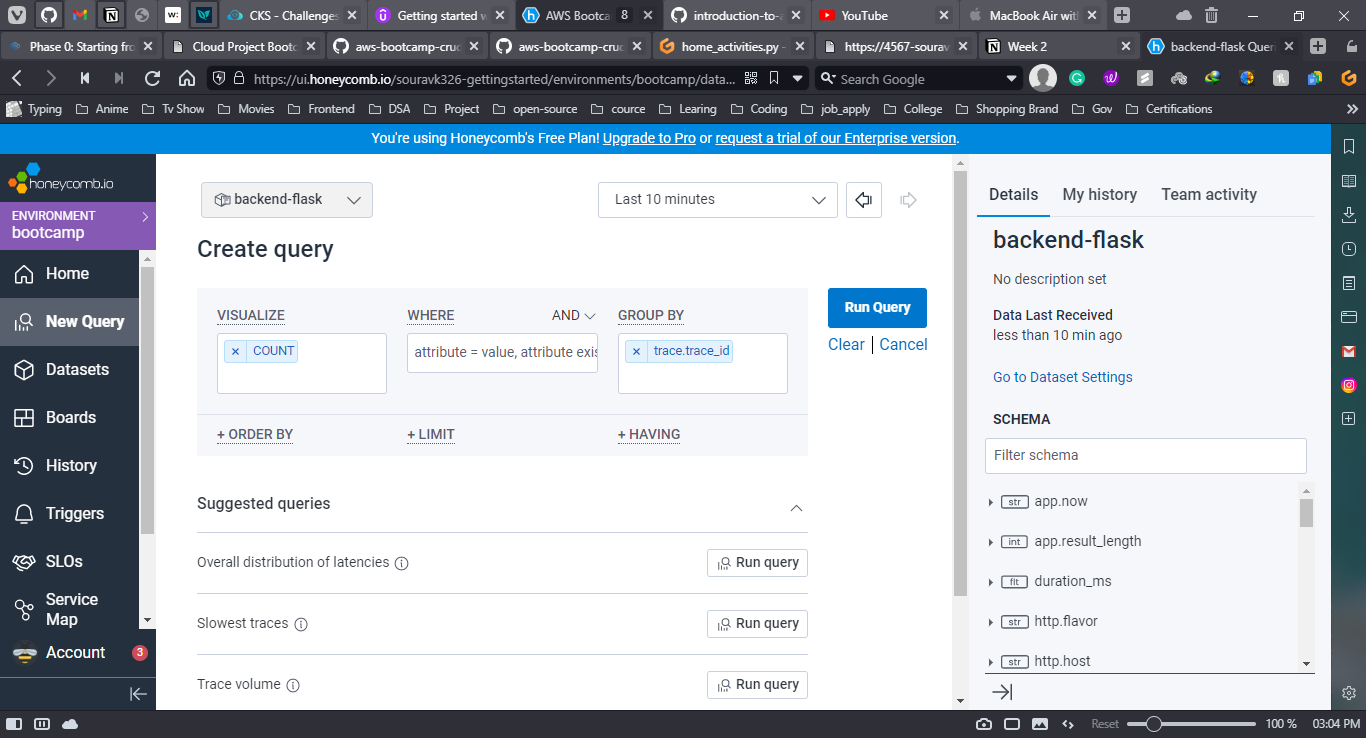 CKS - Challenges
Getting started w
AWS Bootca
8
introduction-to-a
YouTube
MacBook Air with
Phase 0: Starting fro
Cloud Project Bootc
aws-bootcamp-cruc
aws-bootcamp-cruc
home_activities.py -
https://4567-sourav
Week 2
backend-flask Queri
https://ui.honeycomb.io/souravk326-gettingstarted/environments/bootcamp/data...
Search Google
Typing
Anime
Tv Show
Movies
Frontend
DSA
Project
open-source
cource
Learing
Coding
job_apply
College
Shopping Brand
Gov
Certifications
You're using Honeycomb's Free Plan! Upgrade to Pro or request a trial of our Enterprise version.
honeycomb.io
ENVIRONMENT
bootcamp
Home
New Query
Datasets
Boards
History
Triggers
SLOs
Service
Map
Account
3
backend-flask
Last 10 minutes
Create query
VISUALIZE
WHERE
AND
GROUP BY
COUNT
attribute = value, attribute exis
trace.trace_id
+ ORDER BY
+ LIMIT
+ HAVING
Run Query
Clear
Cancel
Suggested queries
Overall distribution of latencies
Run query
Slowest traces
Run query
Trace volume
Run query
Details
My history
Team activity
backend-flask
No description set
Data Last Received
less than 10 min ago
Go to Dataset Settings
SCHEMA
Filter schema
str app.now
int app.result_length
flt duration_ms
str http.flavor
str http.host
Reset
100 %
03:04 PM